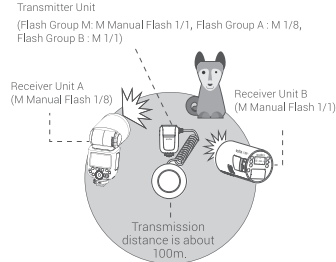 Transmitter Unit
(Flash Group M: M Manual Flash 1/1, Flash Group A : M 1/8,
Flash Group B : M 1/1)
Receiver Unit A
(M Manual Flash 1/8)
Receiver Unit B
(M Manual Flash 1/1)
Transmission
distance is about
100m.